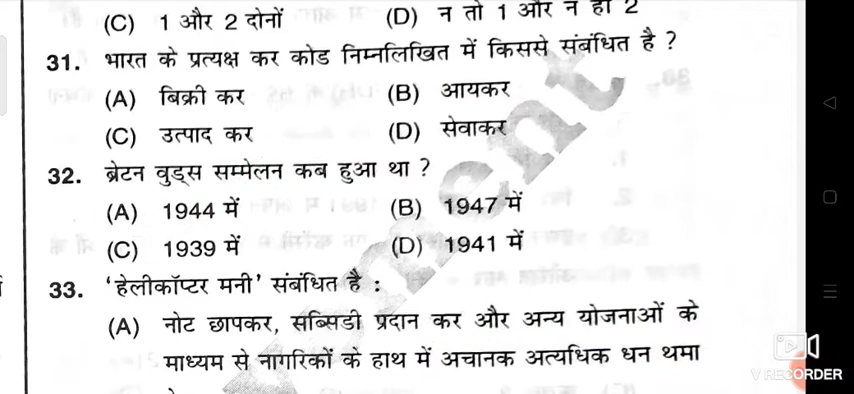 (C) 1 और 2 दोनों (D) न तो 1 और न ही 2
31. भारत के प्रत्यक्ष कर कोड निम्नलिखित में किससे संबंधित है ?
(A) बिक्री कर (B) आयकर
(C) उत्पाद कर (D) सेवाकर
32. ब्रेटन वुड्स सम्मेलन कब हुआ था ?
(A) 1944 में (B) 1947 में
(C) 1939 में (D) 1941 में
33. ‘हेलीकॉप्टर मनी’ संबंधित है :
(A) नोट छापकर, सब्सिडी प्रदान कर और अन्य योजनाओं के
माध्यम से नागरिकों के हाथ में अचानक अत्यधिक धन थमा
V RECORDER